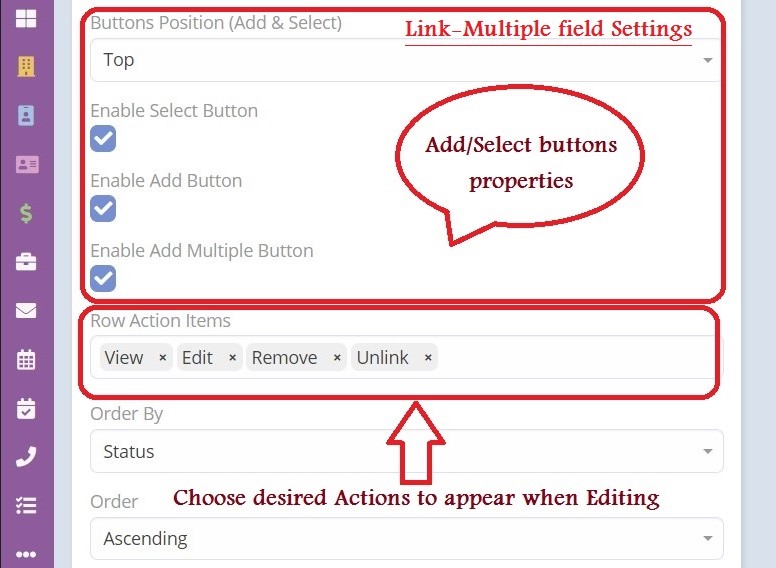 Buttons Position (Add & Select)
Link-Multiple field Settings
Top
Enable Select Button
Add/Select buttons
properties
Enable Add Button
Enable Add Multiple Button
Row Action Items
View × Edit × Remove × Unlink ×
Order By
Status
Order
Choose desired Actions to appear when Editing
Ascending